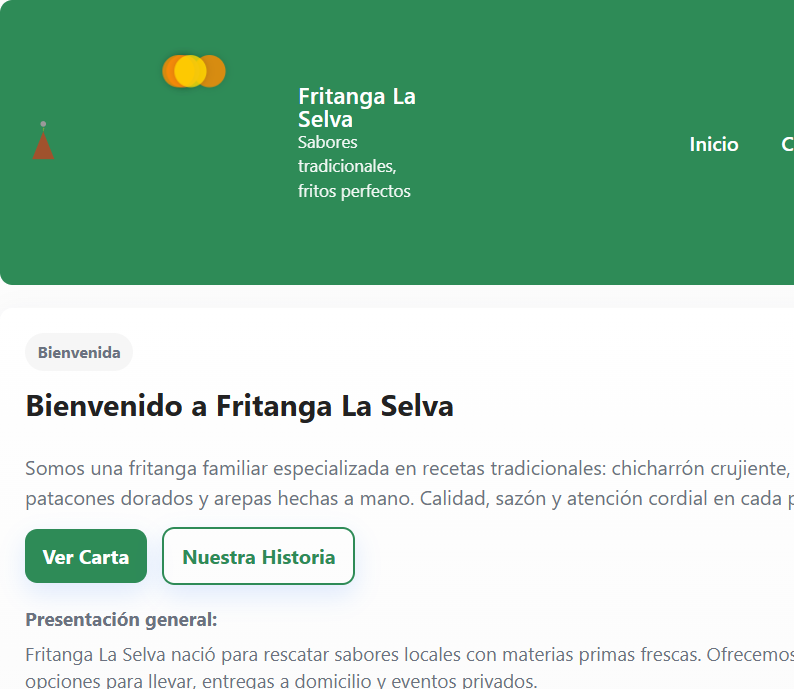 Fritanga La
Selva
Sabores
tradicionales,
fritos perfectos
Inicio
Bienvenida
Bienvenido a Fritanga La Selva
Somos una fritanga familiar especializada en recetas tradicionales: chicharrón crujiente,
patacones dorados y arepas hechas a mano. Calidad, sazón y atención cordial en cada
Ver Carta
Nuestra Historia
Presentación general:
Fritanga La Selva nació para rescatar sabores locales con materias primas frescas. Ofrecemos
opciones para llevar, entregas a domicilio y eventos privados.